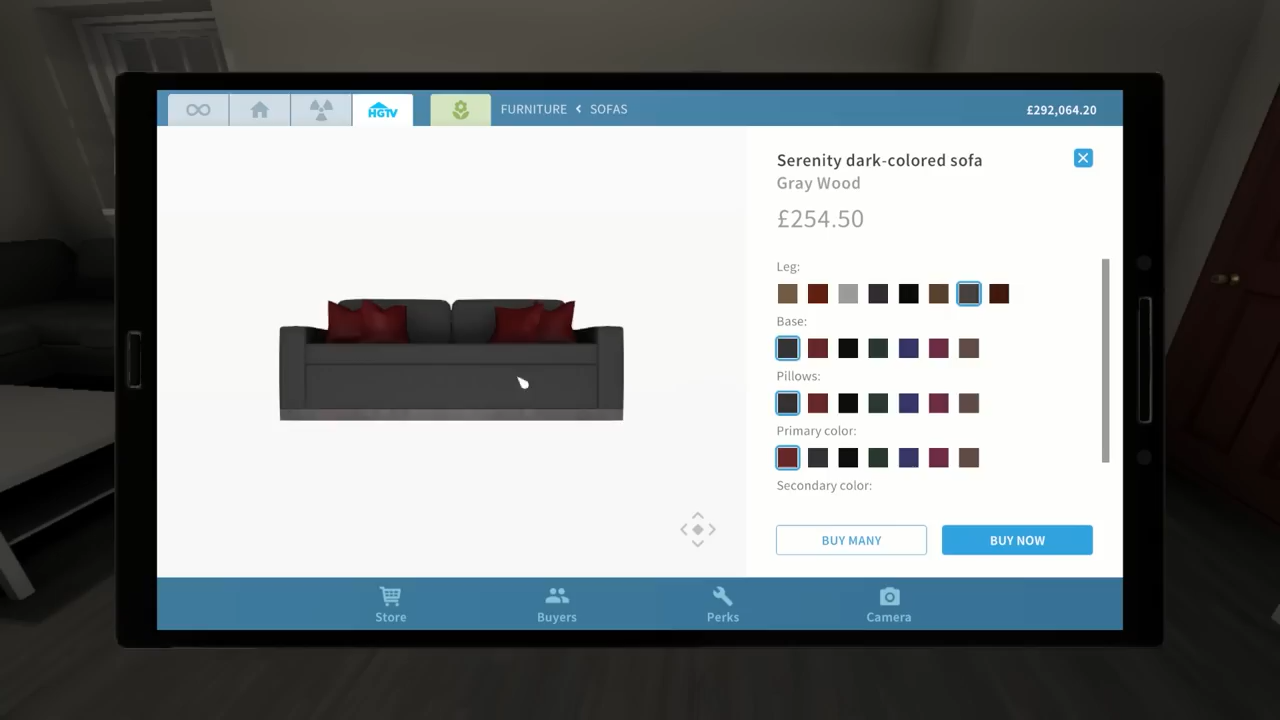 HGTV
FURNITURE < SOFAS
£292,064.20
Serenity dark-colored sofa
Gray Wood
£254.50
Leg:
Base:
Pillows:
Primary color:
Secondary color:
BUY MANY
BUY NOW
Store
Buyers
Perks
Camera